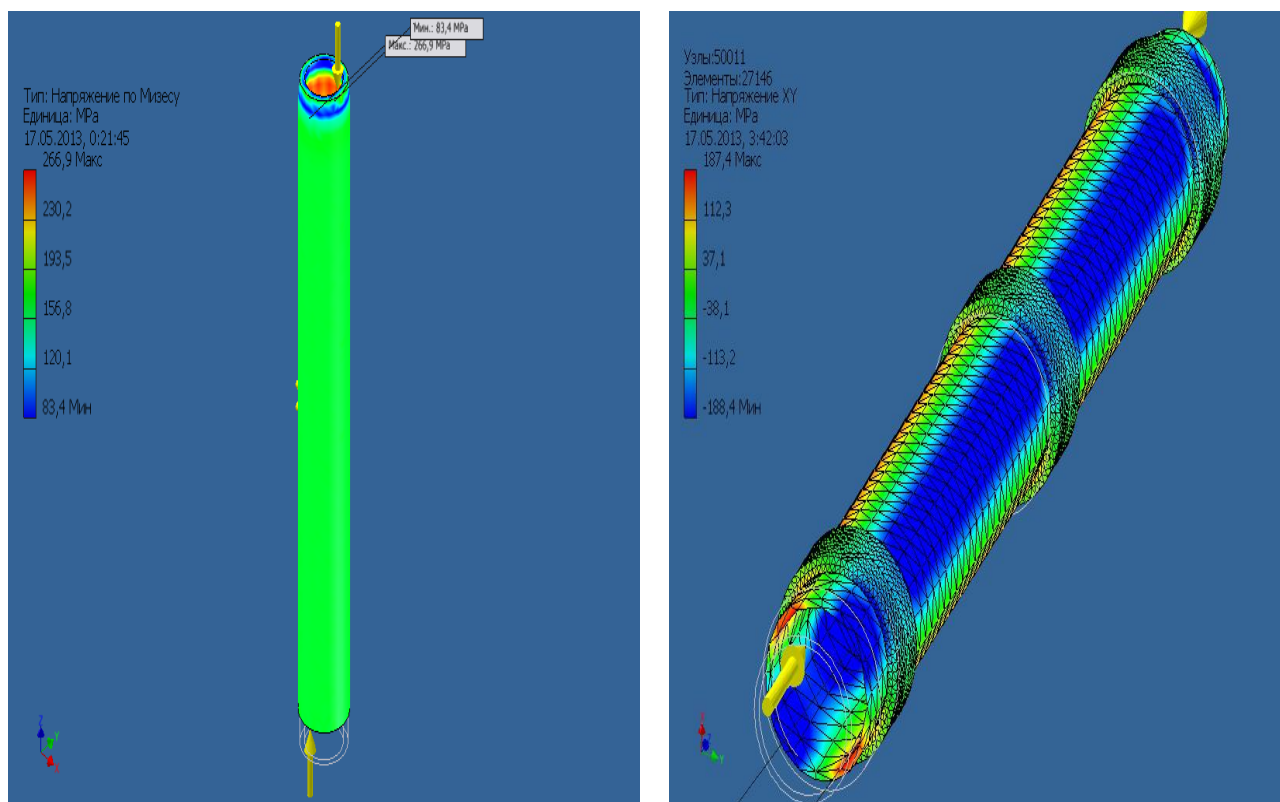 Мин.: 83,4 MPa
Макс.: 266,9 MPa
Тип: Напряжение по Мизесу
Единица: MPa
17.05.2013, 0:21:45
266,9 Макс
230,2
193,5
156,8
120,1
83,4 Мин
Z
Y
X
Узлы:50011
Элементы:27146
Тип: Напряжение XY
Единица: MPa
17.05.2013, 3:42:03
187,4 Макс
112,3
37,1
-38,1
-113,2
-188,4 Мин
X
Z
Y